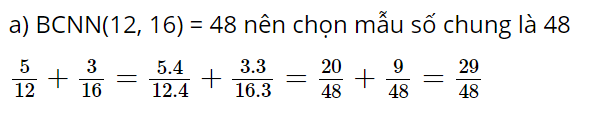 a) BCNN(12, 16) = 48 nên chọn mẫu số chung là 48
5/12 + 3/16 = 5.4/12.4 + 3.3/16.3 = 20/48 + 9/48 = 29/48